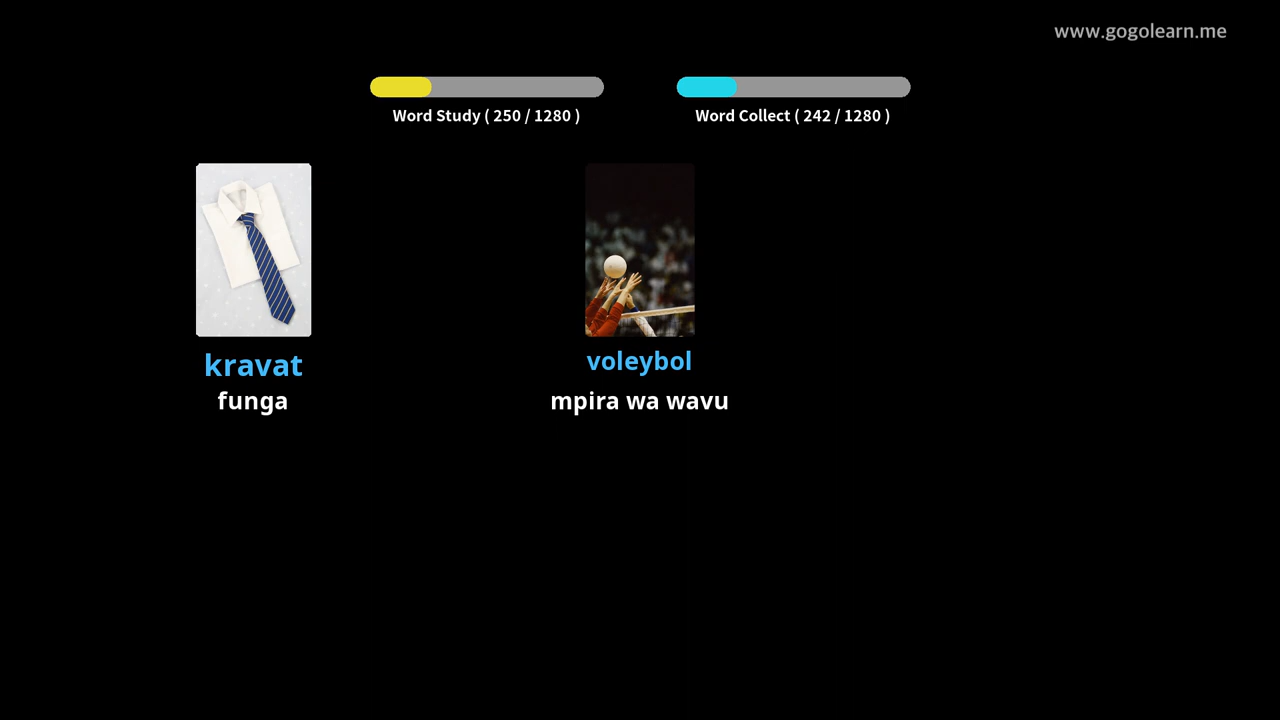 www.gogolearn.me
Word Study ( 250 / 1280 )
Word Collect ( 242 / 1280 )
kravat
funga
voleybol
mpira wa wavu